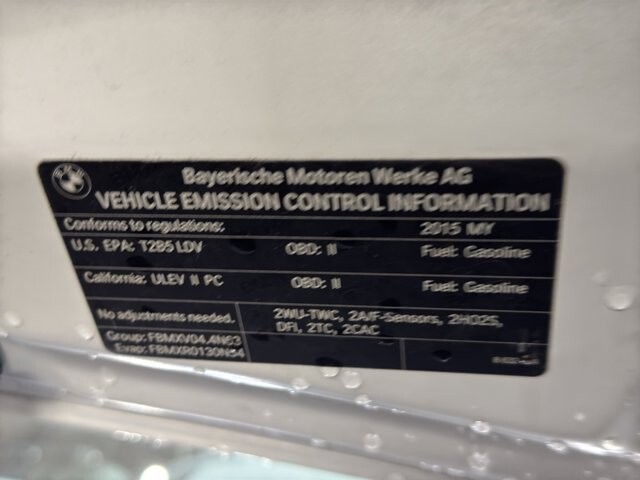 Bayerische Motoren Werke AG
VEHICLE EMISSION CONTROL INFORMATION
Conforms to regulations: 2015 MY
U.S. EPA: T2B5 LDV OBD: II Fuel: Gasoline
California: ULEV II PC OBD: II Fuel: Gasoline
No adjustments needed. 2WU-TWC, 2A/F-Sensors, 2HO2S,
DFI, 2TC, 2CAC
Group: FBMXV04.4N63
Evap: FBMXR0130N54